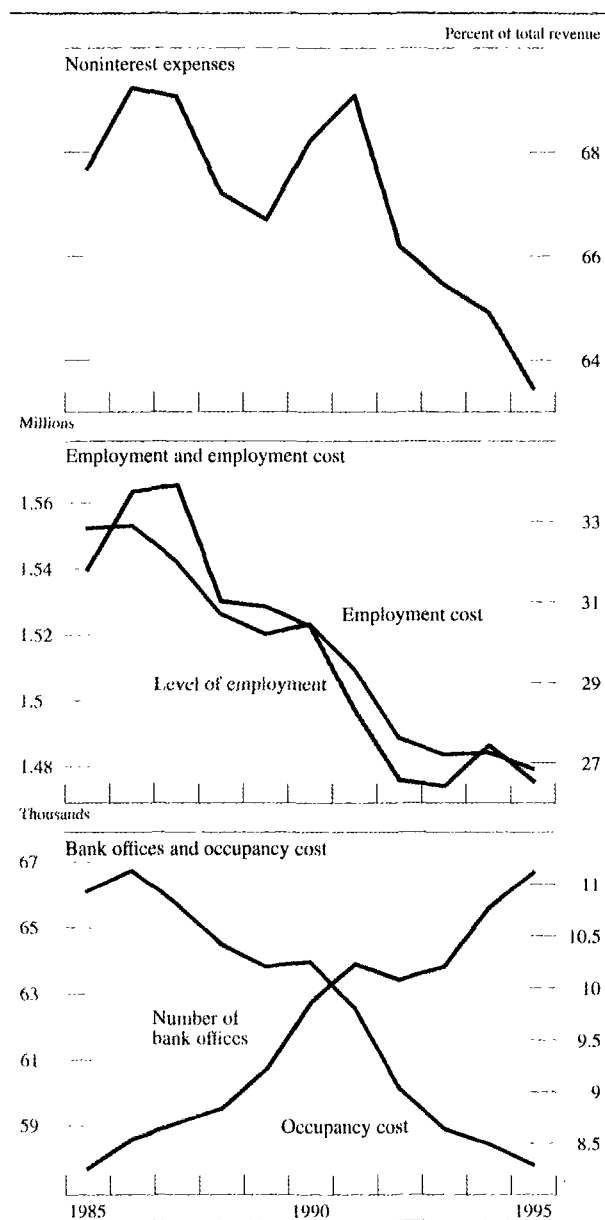 Percent of total revenue
Noninterest expenses
68
66
64
Millions
Employment and employment cost
1.56
33
1.54
31
Employment cost
1.52
Level of employment
29
1.5
1.48
27
Thousands
Bank offices and occupancy cost
67
11
65
10.5
63
10
Number of
bank offices
9.5
61
9
59
Occupancy cost
8.5
1985
1990
1995